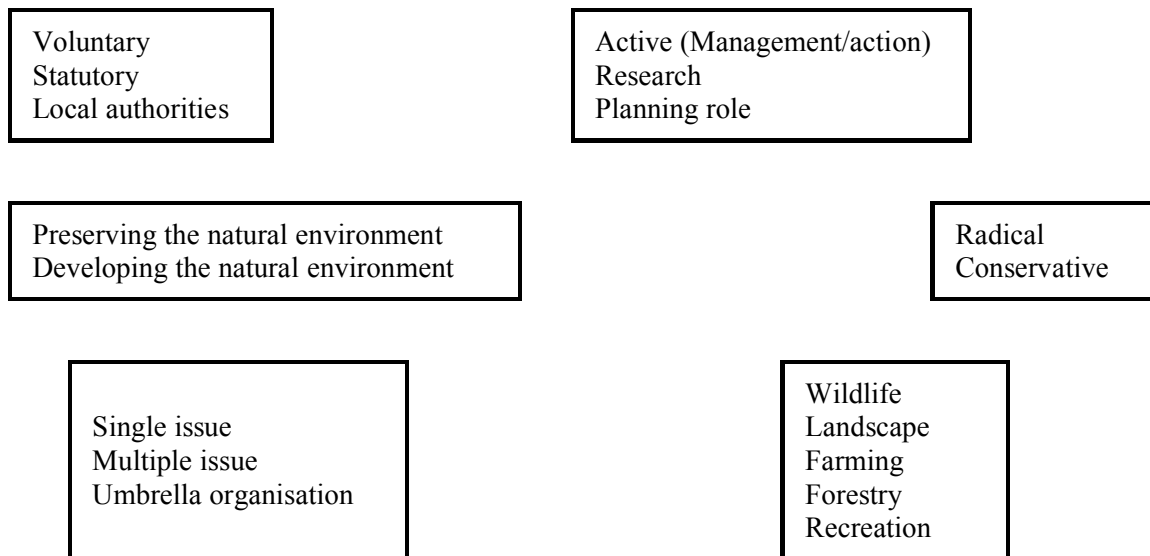 Voluntary
Statutory
Local authorities
Active (Management/action)
Research
Planning role
Preserving the natural environment
Developing the natural environment
Radical
Conservative
Single issue
Multiple issue
Umbrella organisation
Wildlife
Landscape
Farming
Forestry
Recreation